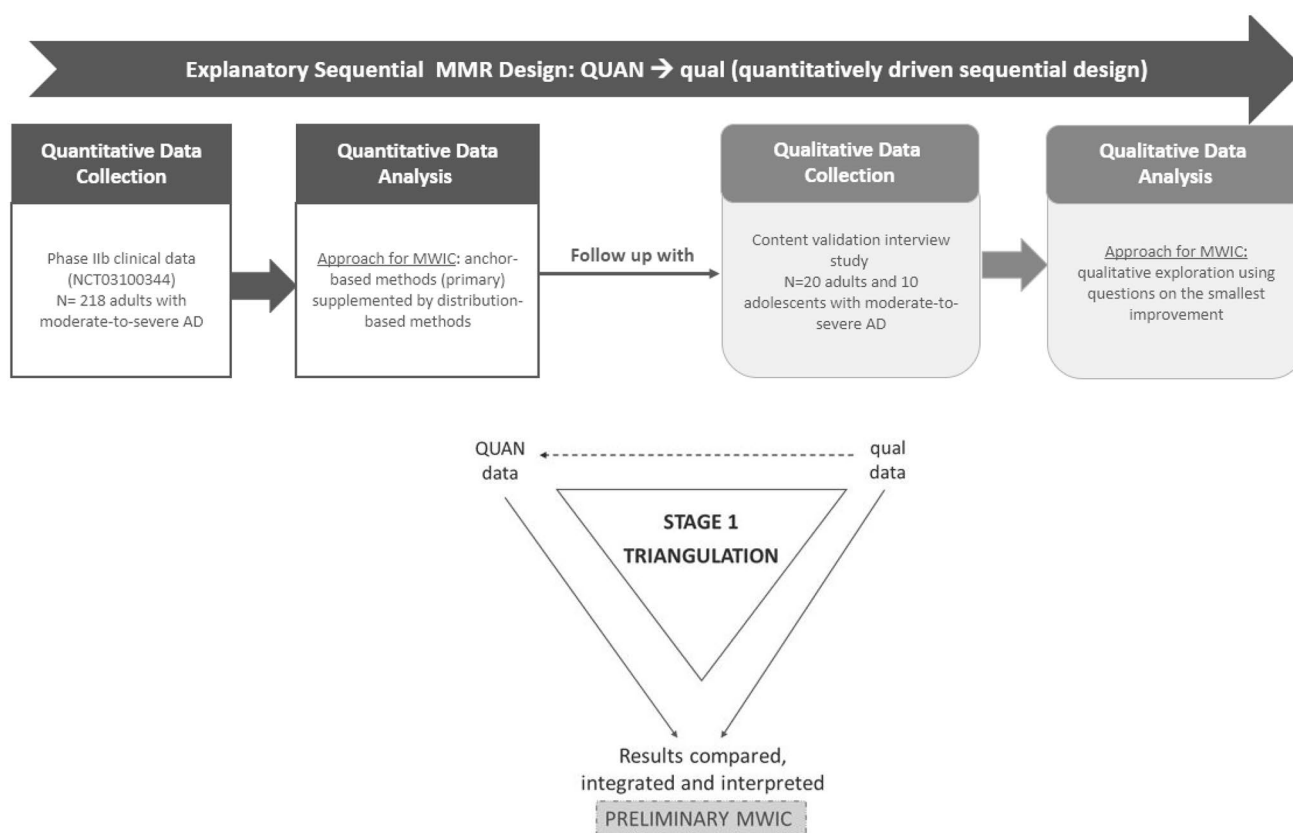 Explanatory Sequential MMR Design: QUAN → qual (quantitatively driven sequential design)
Quantitative Data
Collection
Phase IIb clinical data
(NCT03100344)
N= 218 adults with
moderate-to-severe AD
Quantitative Data
Analysis
Approach for MWIC: anchor-
based methods (primary)
supplemented by distribution-
based methods
Follow up with
Qualitative Data
Collection
Content validation interview
study
N=20 adults and 10
adolescents with moderate-to-
severe AD
Qualitative Data
Analysis
Approach for MWIC:
qualitative exploration using
questions on the smallest
improvement
QUAN
data
qual
data
STAGE 1
TRIANGULATION
Results compared,
integrated and interpreted
PRELIMINARY MWIC